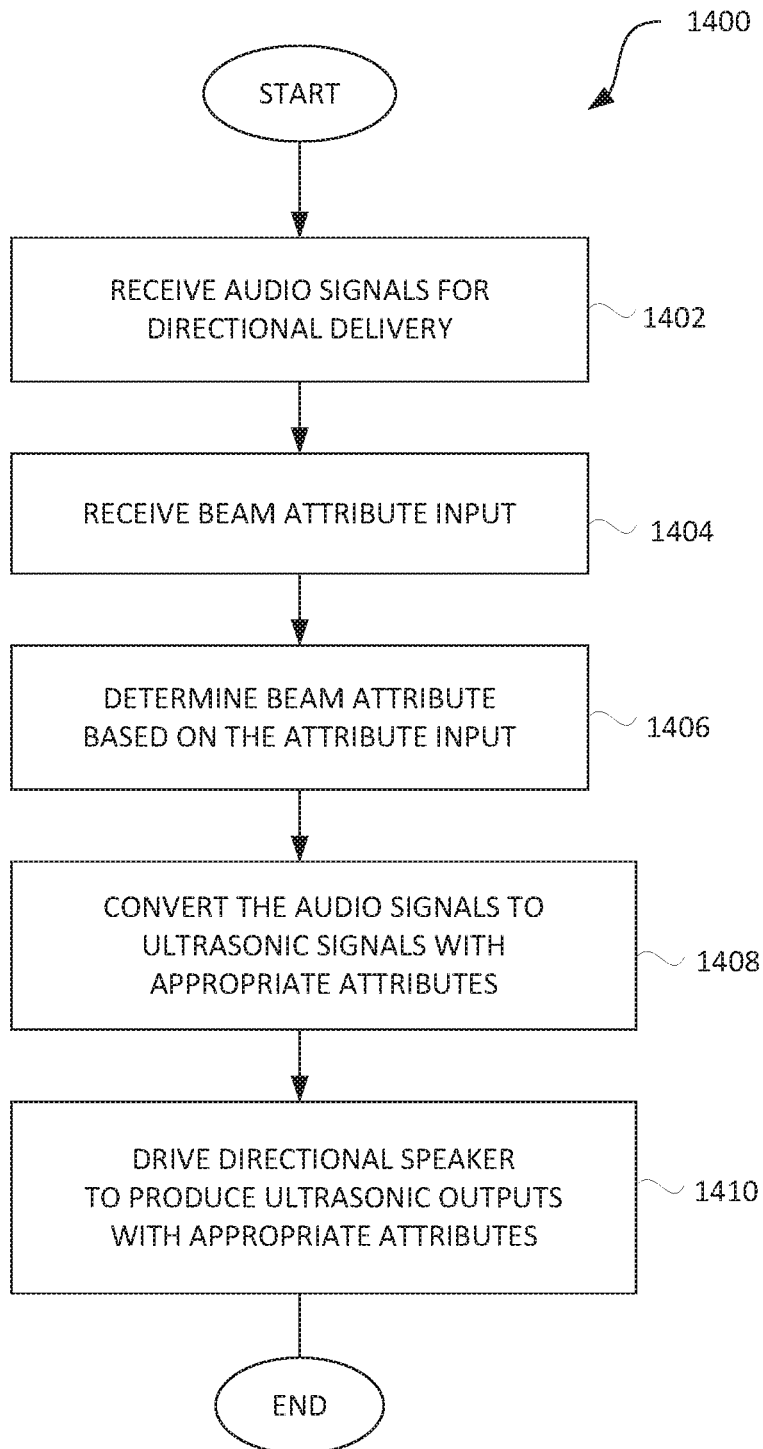 1400
START
RECEIVE AUDIO SIGNALS FOR
DIRECTIONAL DELIVERY
1402
RECEIVE BEAM ATTRIBUTE INPUT
1404
DETERMINE BEAM ATTRIBUTE
BASED ON THE ATTRIBUTE INPUT
1406
CONVERT THE AUDIO SIGNALS TO
ULTRASONIC SIGNALS WITH
APPROPRIATE ATTRIBUTES
1408
DRIVE DIRECTIONAL SPEAKER
TO PRODUCE ULTRASONIC OUTPUTS
WITH APPROPRIATE ATTRIBUTES
1410
END